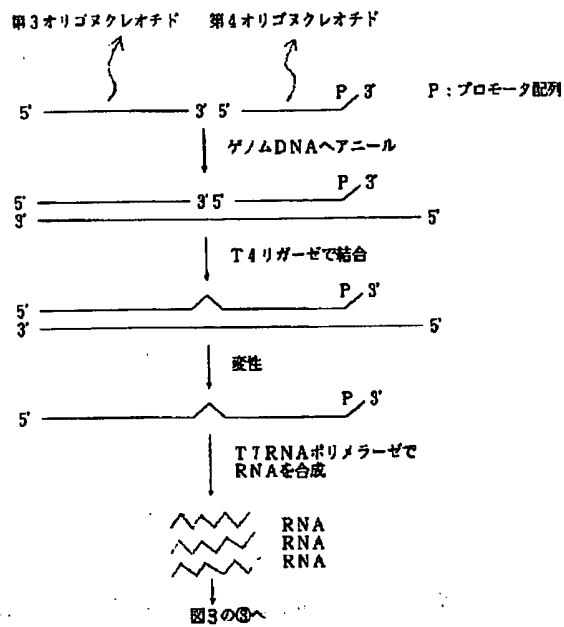 第3オリゴヌクレオチド 第4オリゴヌクレオチド
P 3' P:プロモータ配列
5' 3' 5'
ゲノムDNAへアニール
P 3'
5' 3' 5'
3' 5'
T4リガーゼで結合
P 3'
5'
3' 5'
変性
P 3'
5'
T7RNAポリメラーゼで
RNAを合成
RNA
RNA
RNA
図3の③へ